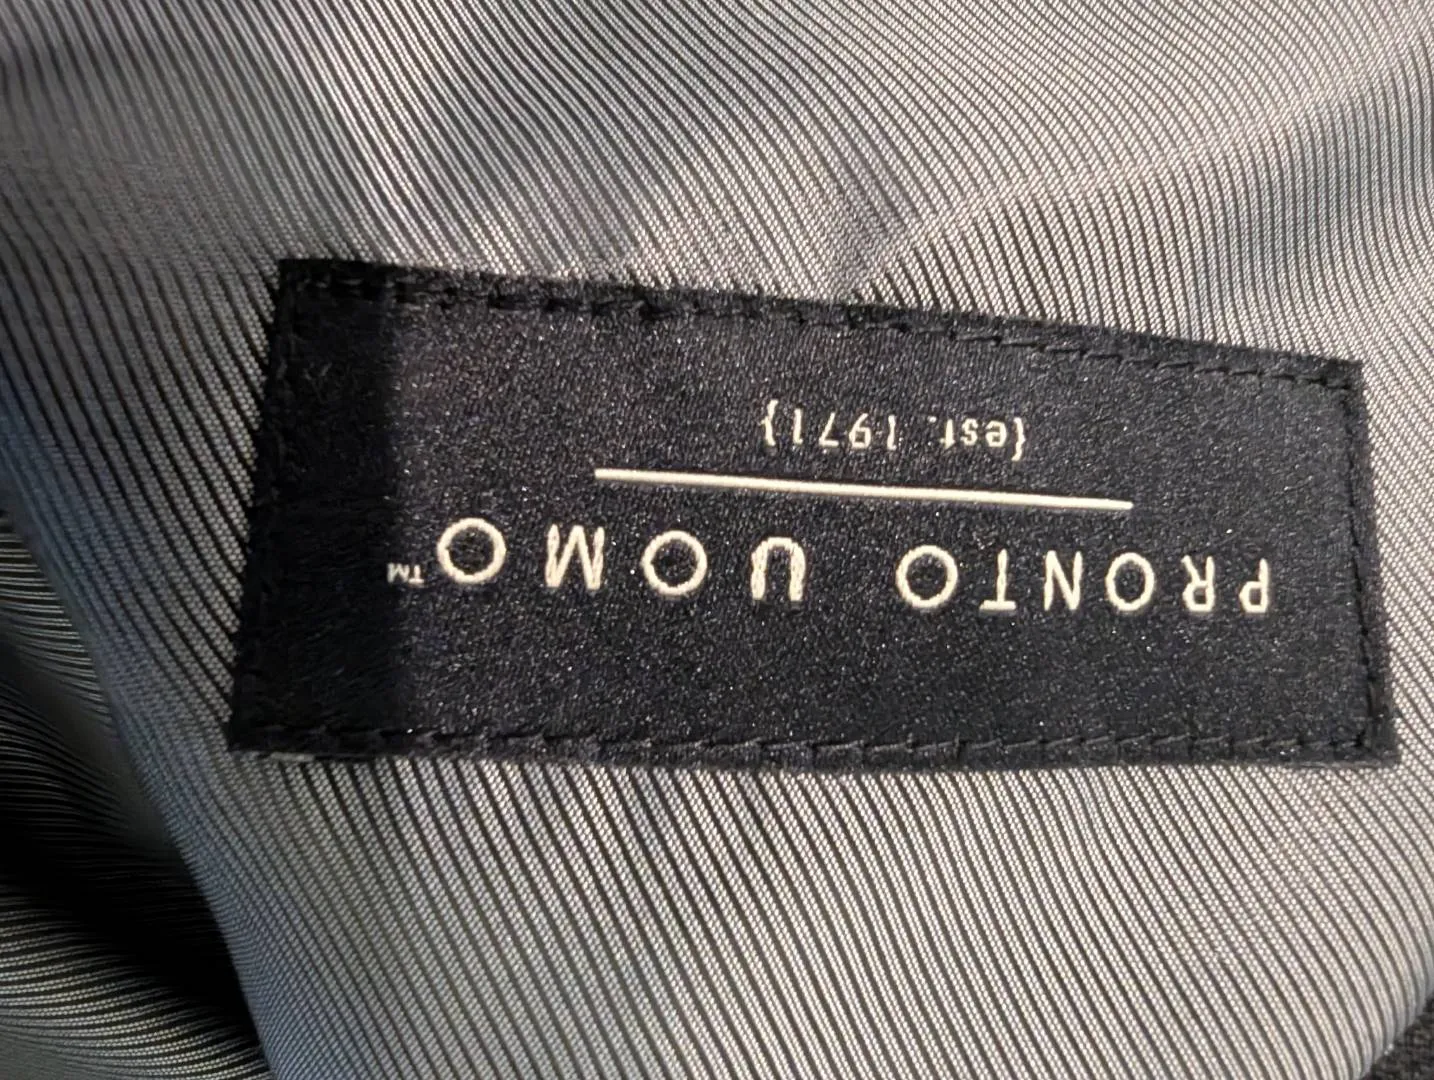 PRONTO UOMO™
{est. 1971}